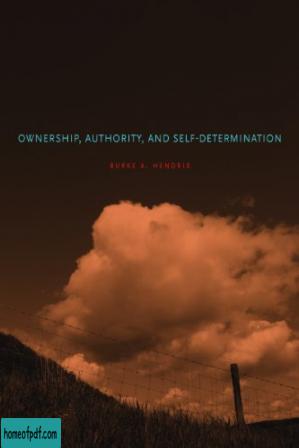 OWNERSHIP, AUTHORITY, AND SELF-DETERMINATION
BURKE A. HENDRIX
homeofpdf.com